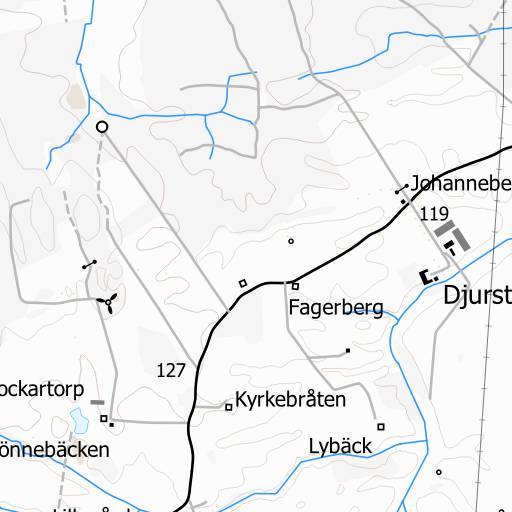 Johannebe
119
Djurst
Fagerberg
127
ockartorp
Kyrkebråten
Lybäck
önnebäcken